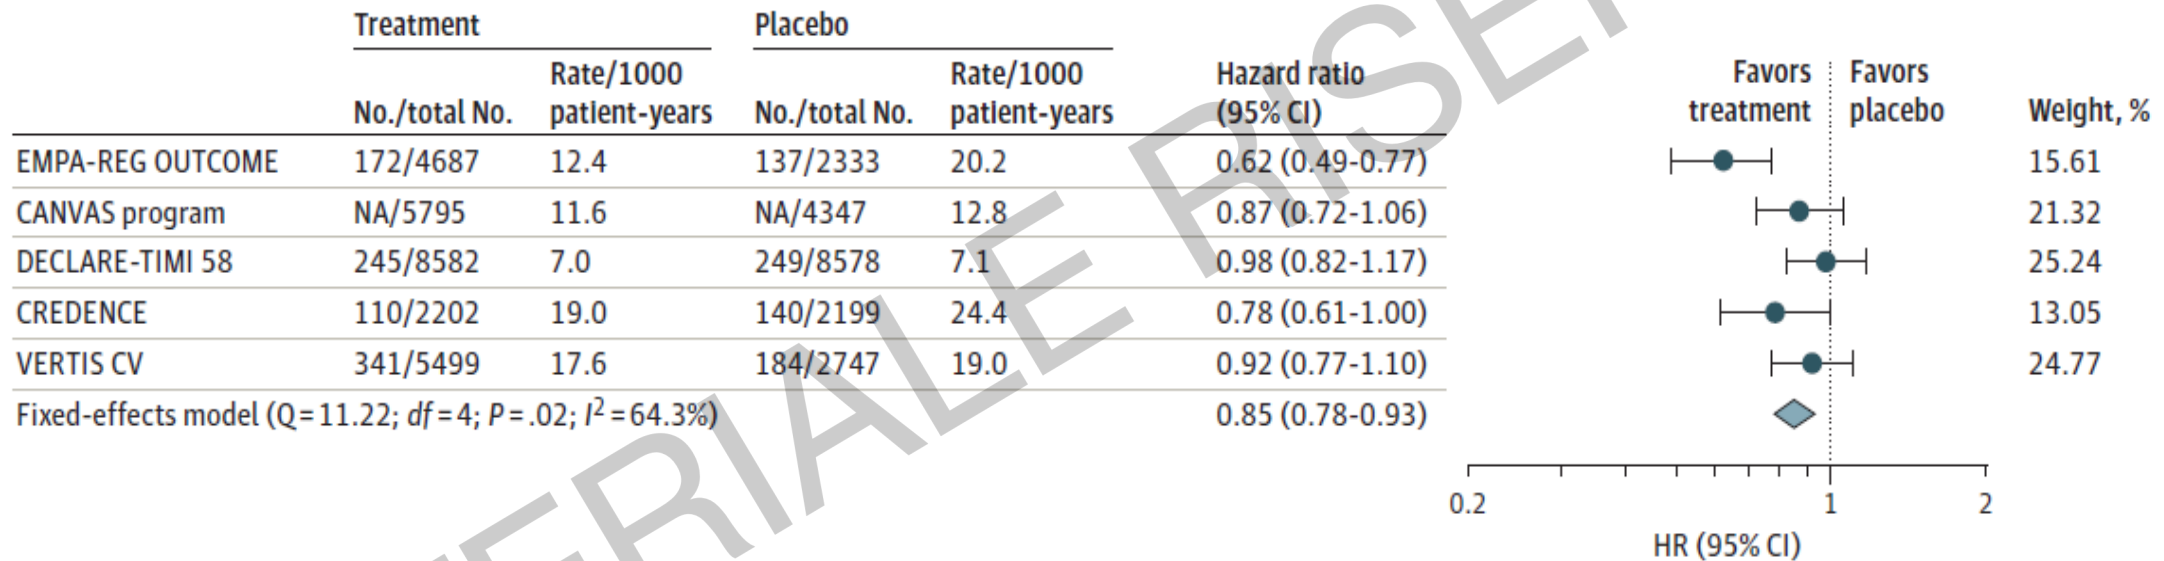 Treatment Placebo
Rate/1000 Rate/1000 Hazard ratio Favors Favors
No./total No. patient-years No./total No. patient-years (95% CI) treatment placebo Weight, %
EMPA-REG OUTCOME 172/4687 12.4 137/2333 20.2 0.62 (0.49-0.77) 15.61
CANVAS program NA/5795 11.6 NA/4347 12.8 0.87 (0.72-1.06) 21.32
DECLARE-TIMI 58 245/8582 7.0 249/8578 7.1 0.98 (0.82-1.17) 25.24
CREDENCE 110/2202 19.0 140/2199 24.4 0.78 (0.61-1.00) 13.05
VERTIS CV 341/5499 17.6 184/2747 19.0 0.92 (0.77-1.10) 24.77
Fixed-effects model (Q=11.22; df=4; P=.02; I²=64.3%) 0.85 (0.78-0.93)
0.2 1 2
HR (95% CI)